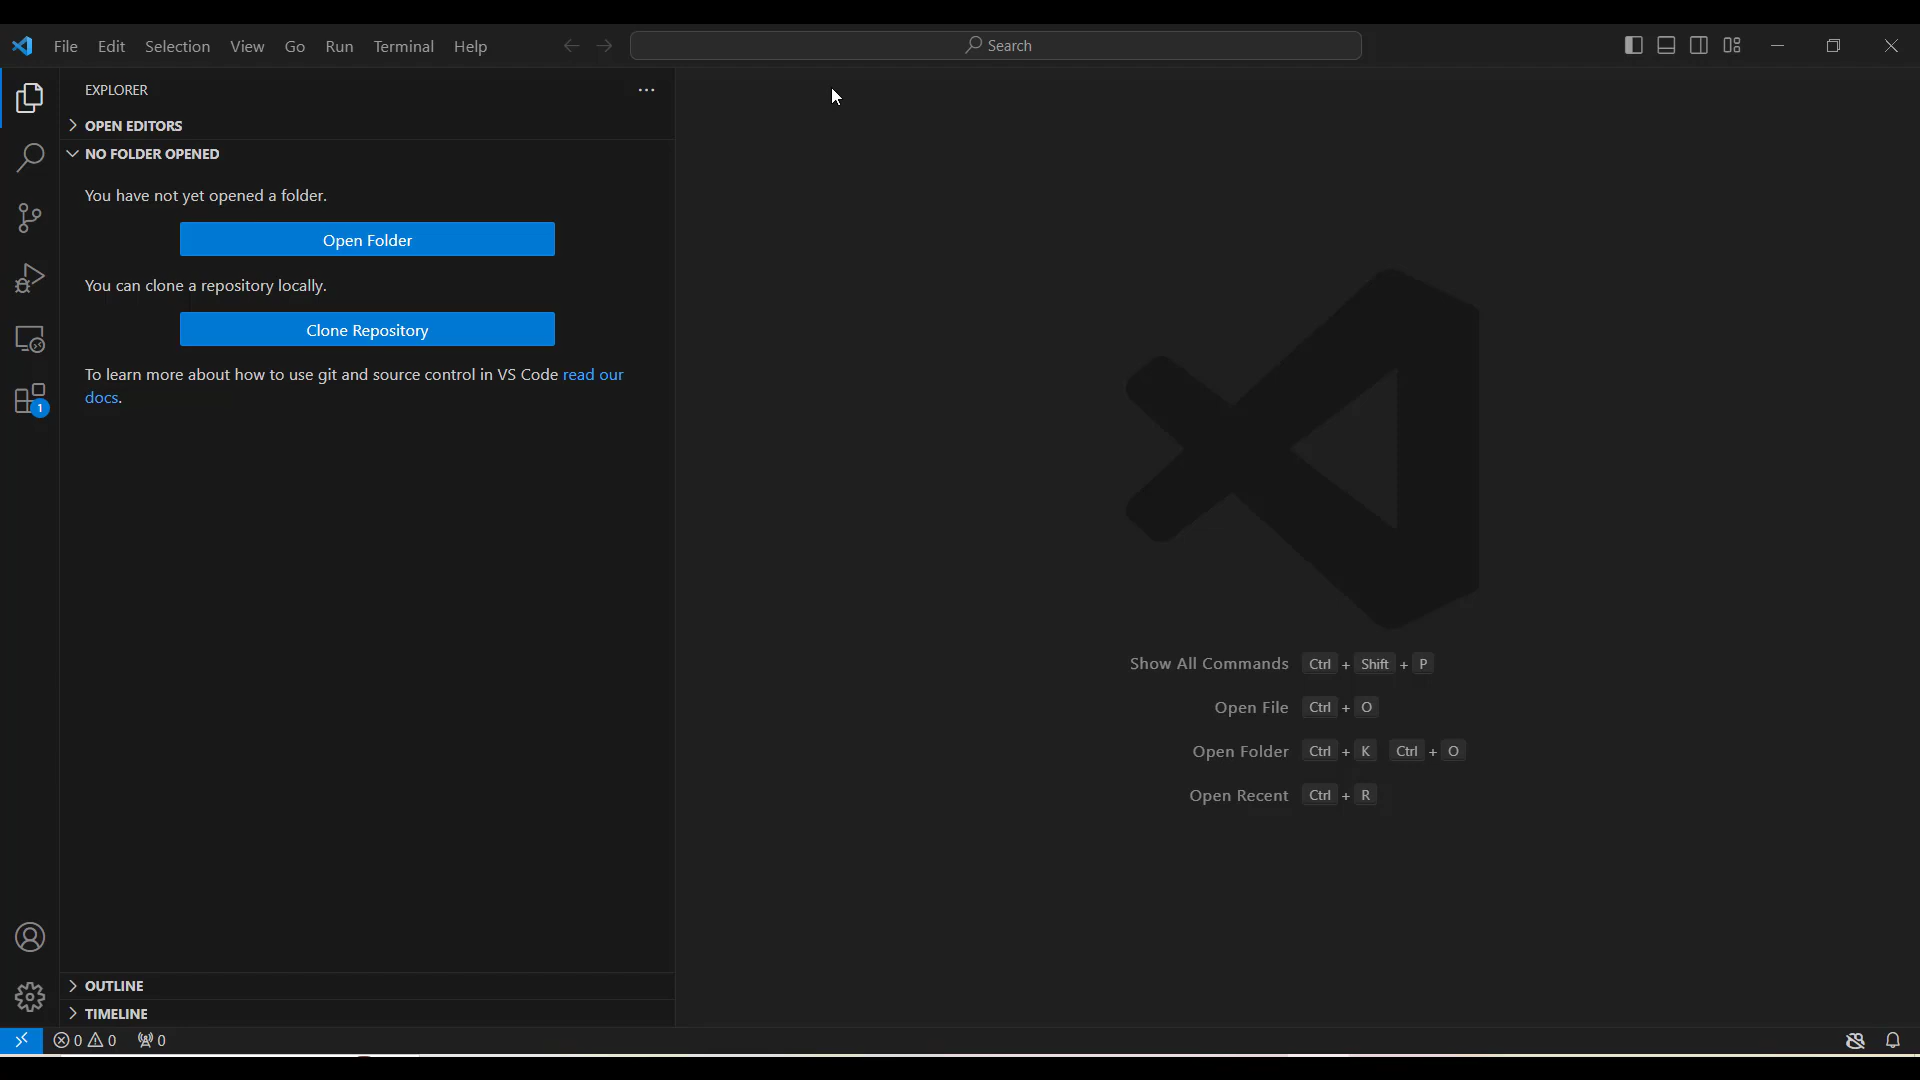 File Edit Selection View Go Run Terminal Help Search
EXPLORER
OPEN EDITORS
NO FOLDER OPENED
You have not yet opened a folder.
Open Folder
You can clone a repository locally.
Clone Repository
To learn more about how to use git and source control in VS Code read our
docs.
1
Show All Commands Ctrl + Shift + P
Open File Ctrl + O
Open Folder Ctrl + K Ctrl + O
Open Recent Ctrl + R
OUTLINE
TIMELINE
0 0 0